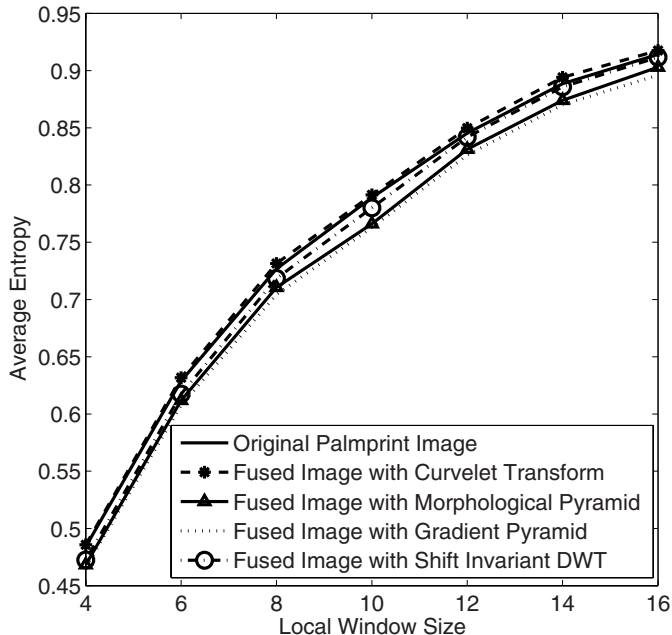 0.95
0.9
0.85
0.8
0.75
0.7
0.65
0.6
0.55
0.5
0.45
Average Entropy
Original Palmprint Image
Fused Image with Curvelet Transform
Fused Image with Morphological Pyramid
Fused Image with Gradient Pyramid
Fused Image with Shift Invariant DWT
4 6 8 10 12 14 16
Local Window Size